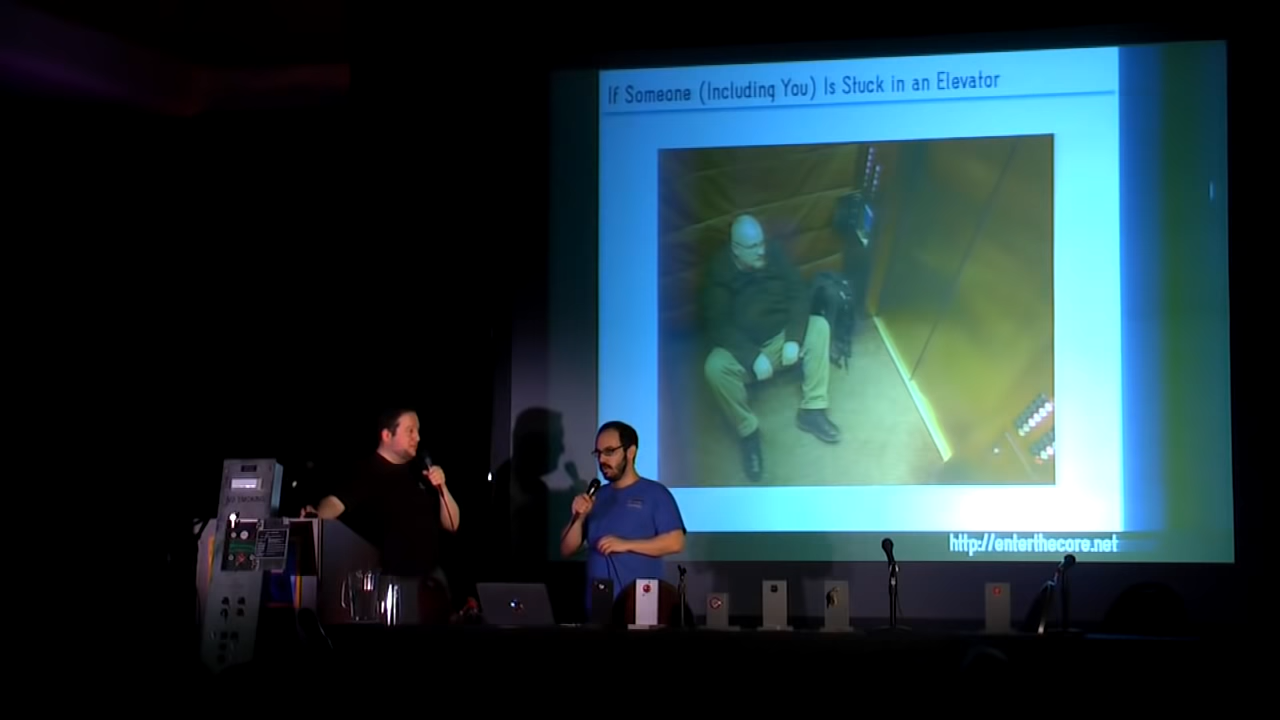 If Someone (Including You) Is Stuck in an Elevator
http://enterthecore.net